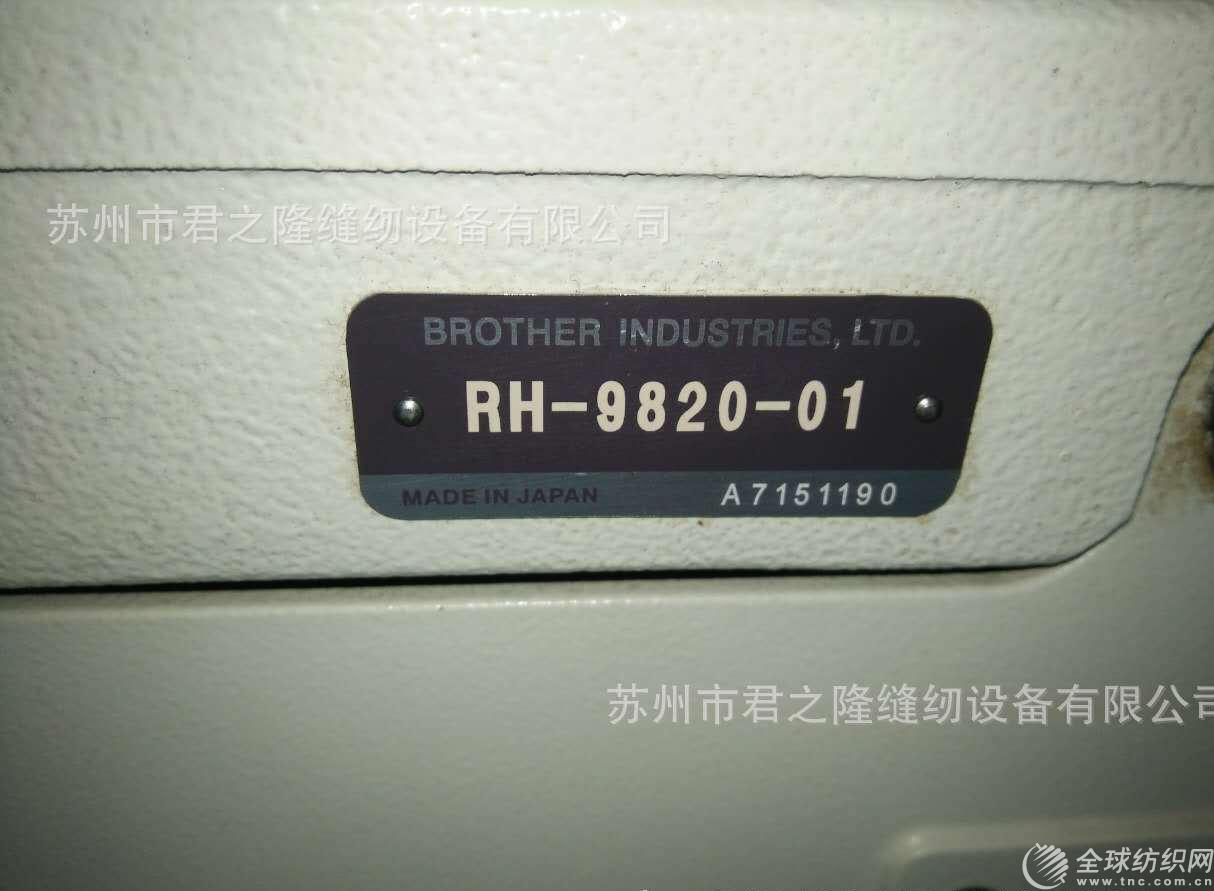 苏州市君之隆缝纫设备有限公司
BROTHER INDUSTRIES, LTD.
RH-9820-01
MADE IN JAPAN A7151190
苏州市君之隆缝纫设备有限公司
全球纺织网
www.tnc.com.cn